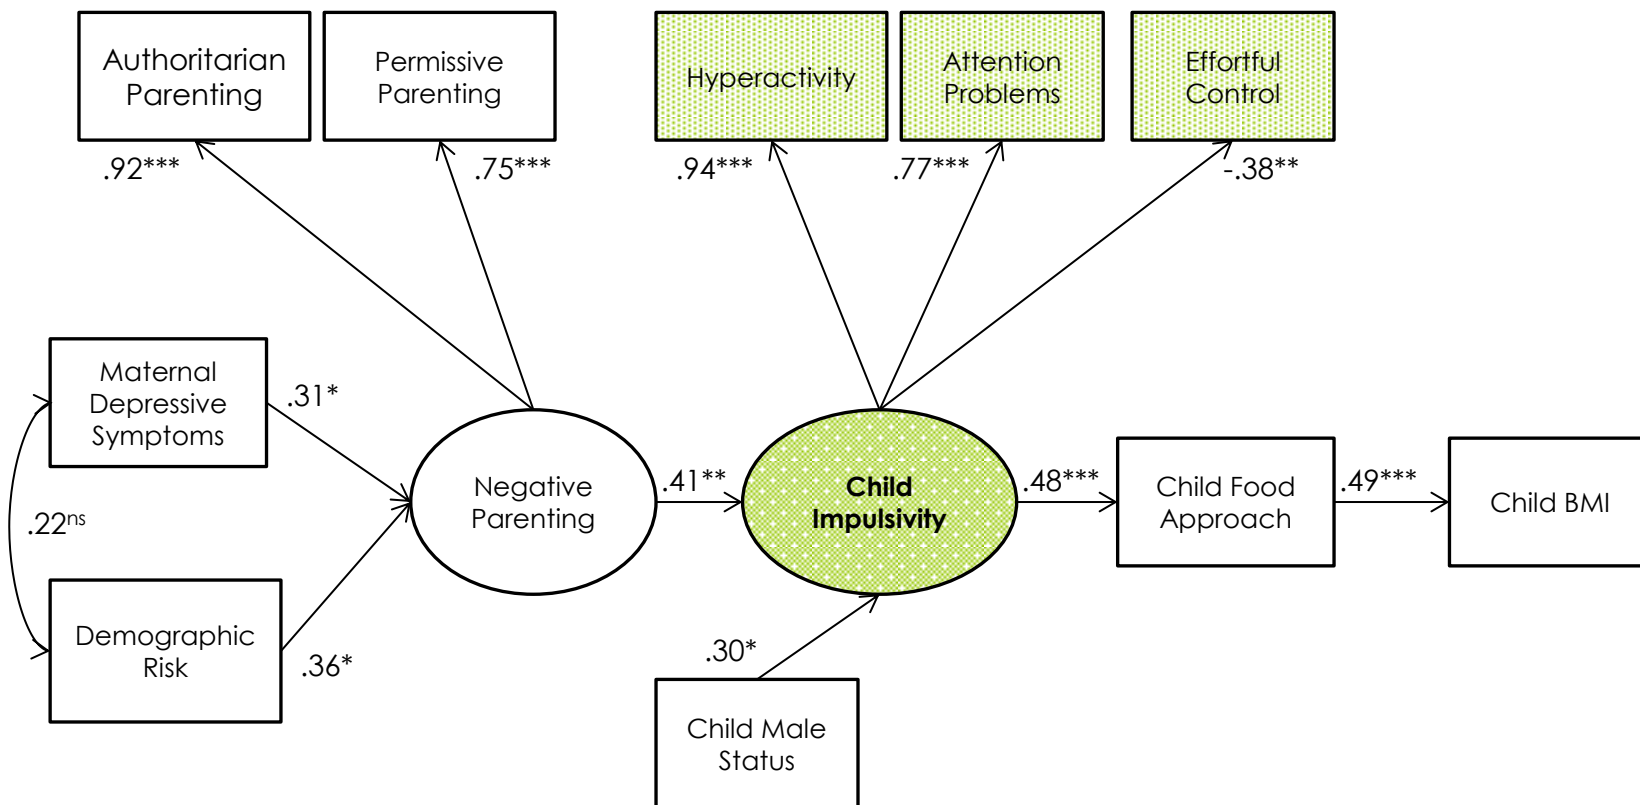 Authoritarian
Parenting
Permissive
Parenting
Hyperactivity
Attention
Problems
Effortful
Control
.92***
.75***
.94***
.77***
-.38**
Maternal
Depressive
Symptoms
.31*
.22ns
Negative
Parenting
.41**
Child
Impulsivity
.48***
Child Food
Approach
.49***
Child BMI
Demographic
Risk
.36*
.30*
Child Male
Status